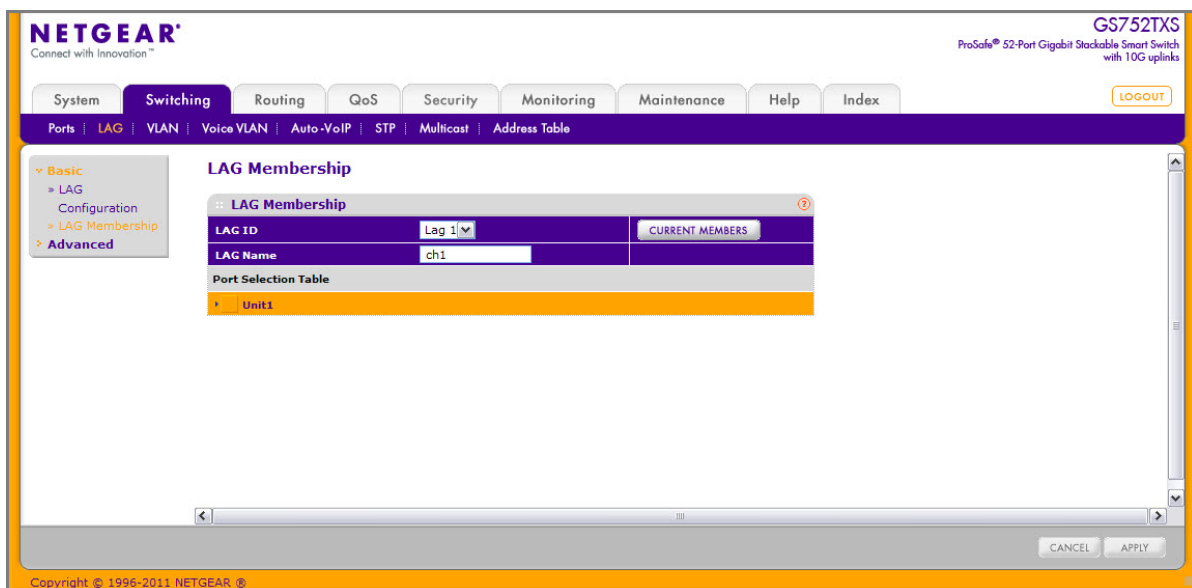 NETGEAR®
Connect with Innovation™
GS752TXS
ProSafe® 52-Port Gigabit Stackable Smart Switch
with 10G uplinks
System Switching Routing QoS Security Monitoring Maintenance Help Index
LOGOUT
Ports LAG VLAN Voice VLAN Auto-VoIP STP Multicast Address Table
Basic
» LAG
Configuration
» LAG Membership
Advanced
LAG Membership
LAG Membership ?
LAG ID Lag 1 CURRENT MEMBERS
LAG Name ch1
Port Selection Table
Unit1
CANCEL APPLY
Copyright © 1996-2011 NETGEAR ®